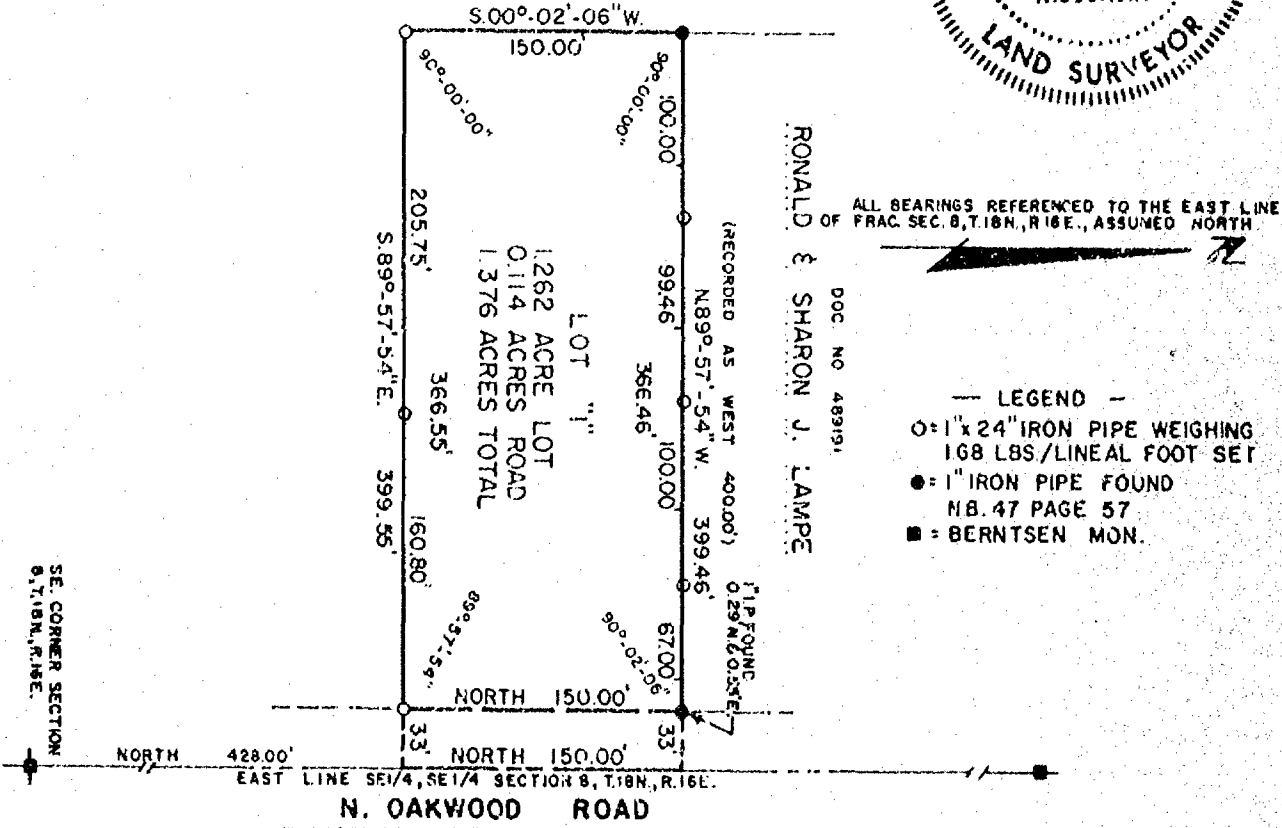 LAND SURVEYOR
S.00°-02'-06"W.
150.00'
90°-00'-00"
90°-00'-00"
100.00
205.75'
S.89°-57'-54"E.
366.55'
399.55'
160.80'
LOT "1"
1.262 ACRE LOT
0.114 ACRES ROAD
1.376 ACRES TOTAL
99.46'
366.46'
100.00'
67.00'
N.89°-57'-54"W.
399.46'
(RECORDED AS WEST 400.00')
RONALD & SHARON J. LAMPE
DOC NO 489191
ALL BEARINGS REFERENCED TO THE EAST LINE
OF FRAC. SEC. 8, T.18N., R16E., ASSUMED NORTH.
— LEGEND —
O = 1"x 24" IRON PIPE WEIGHING
1.68 LBS./LINEAL FOOT SET
● = 1" IRON PIPE FOUND
N.B. 47 PAGE 57
■ = BERNTSEN MON.
1" I.P. FOUND
89°-57'-54"
90°-02'-06"
NORTH 150.00'
33'
33'
SE. CORNER SECTION
8, T.18N., R.16E.
NORTH 428.00'
NORTH 150.00'
EAST LINE SE1/4, SE1/4 SECTION 8, T.18N., R.16E.
N. OAKWOOD ROAD